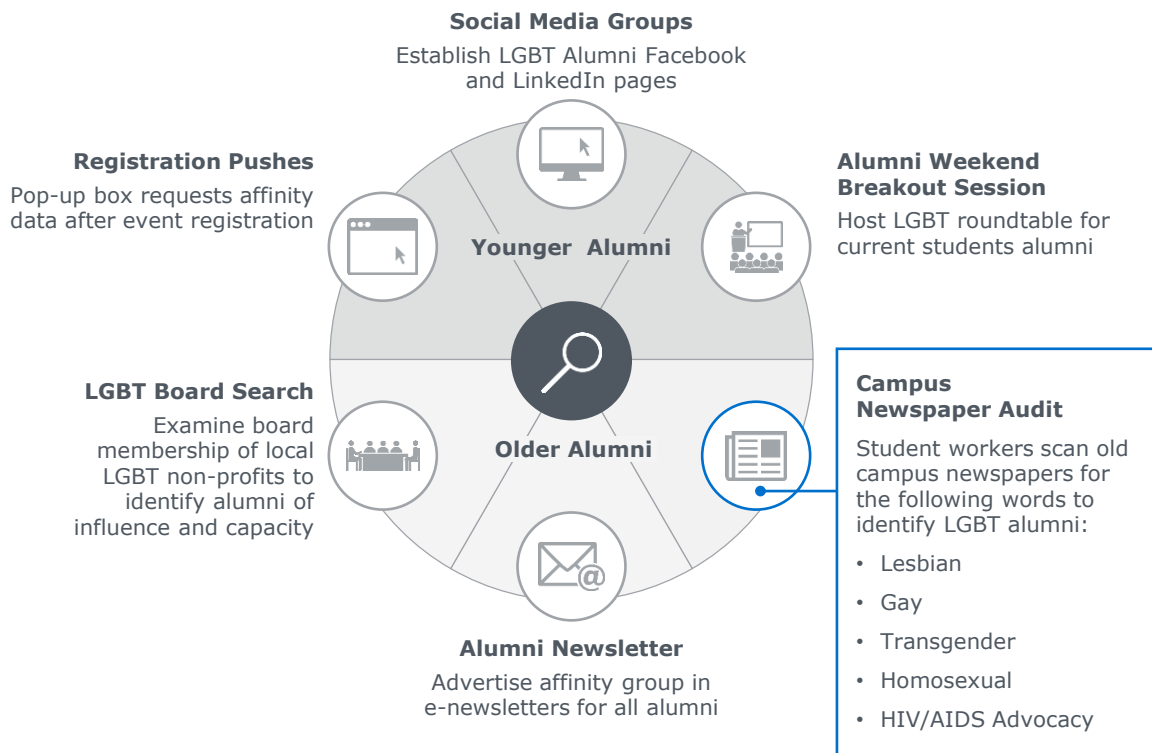 Social Media Groups
Establish LGBT Alumni Facebook
and LinkedIn pages
Registration Pushes
Pop-up box requests affinity
data after event registration
Alumni Weekend
Breakout Session
Host LGBT roundtable for
current students alumni
Younger Alumni
LGBT Board Search
Examine board
membership of local
LGBT non-profits to
identify alumni of
influence and capacity
Older Alumni
Campus
Newspaper Audit
Student workers scan old
campus newspapers for
the following words to
identify LGBT alumni:
• Lesbian
• Gay
• Transgender
• Homosexual
• HIV/AIDS Advocacy
@
Alumni Newsletter
Advertise affinity group in
e-newsletters for all alumni